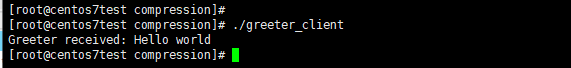 [root@centos7test compression]#
[root@centos7test compression]# ./greeter_client
Greeter received: Hello world
[root@centos7test compression]#